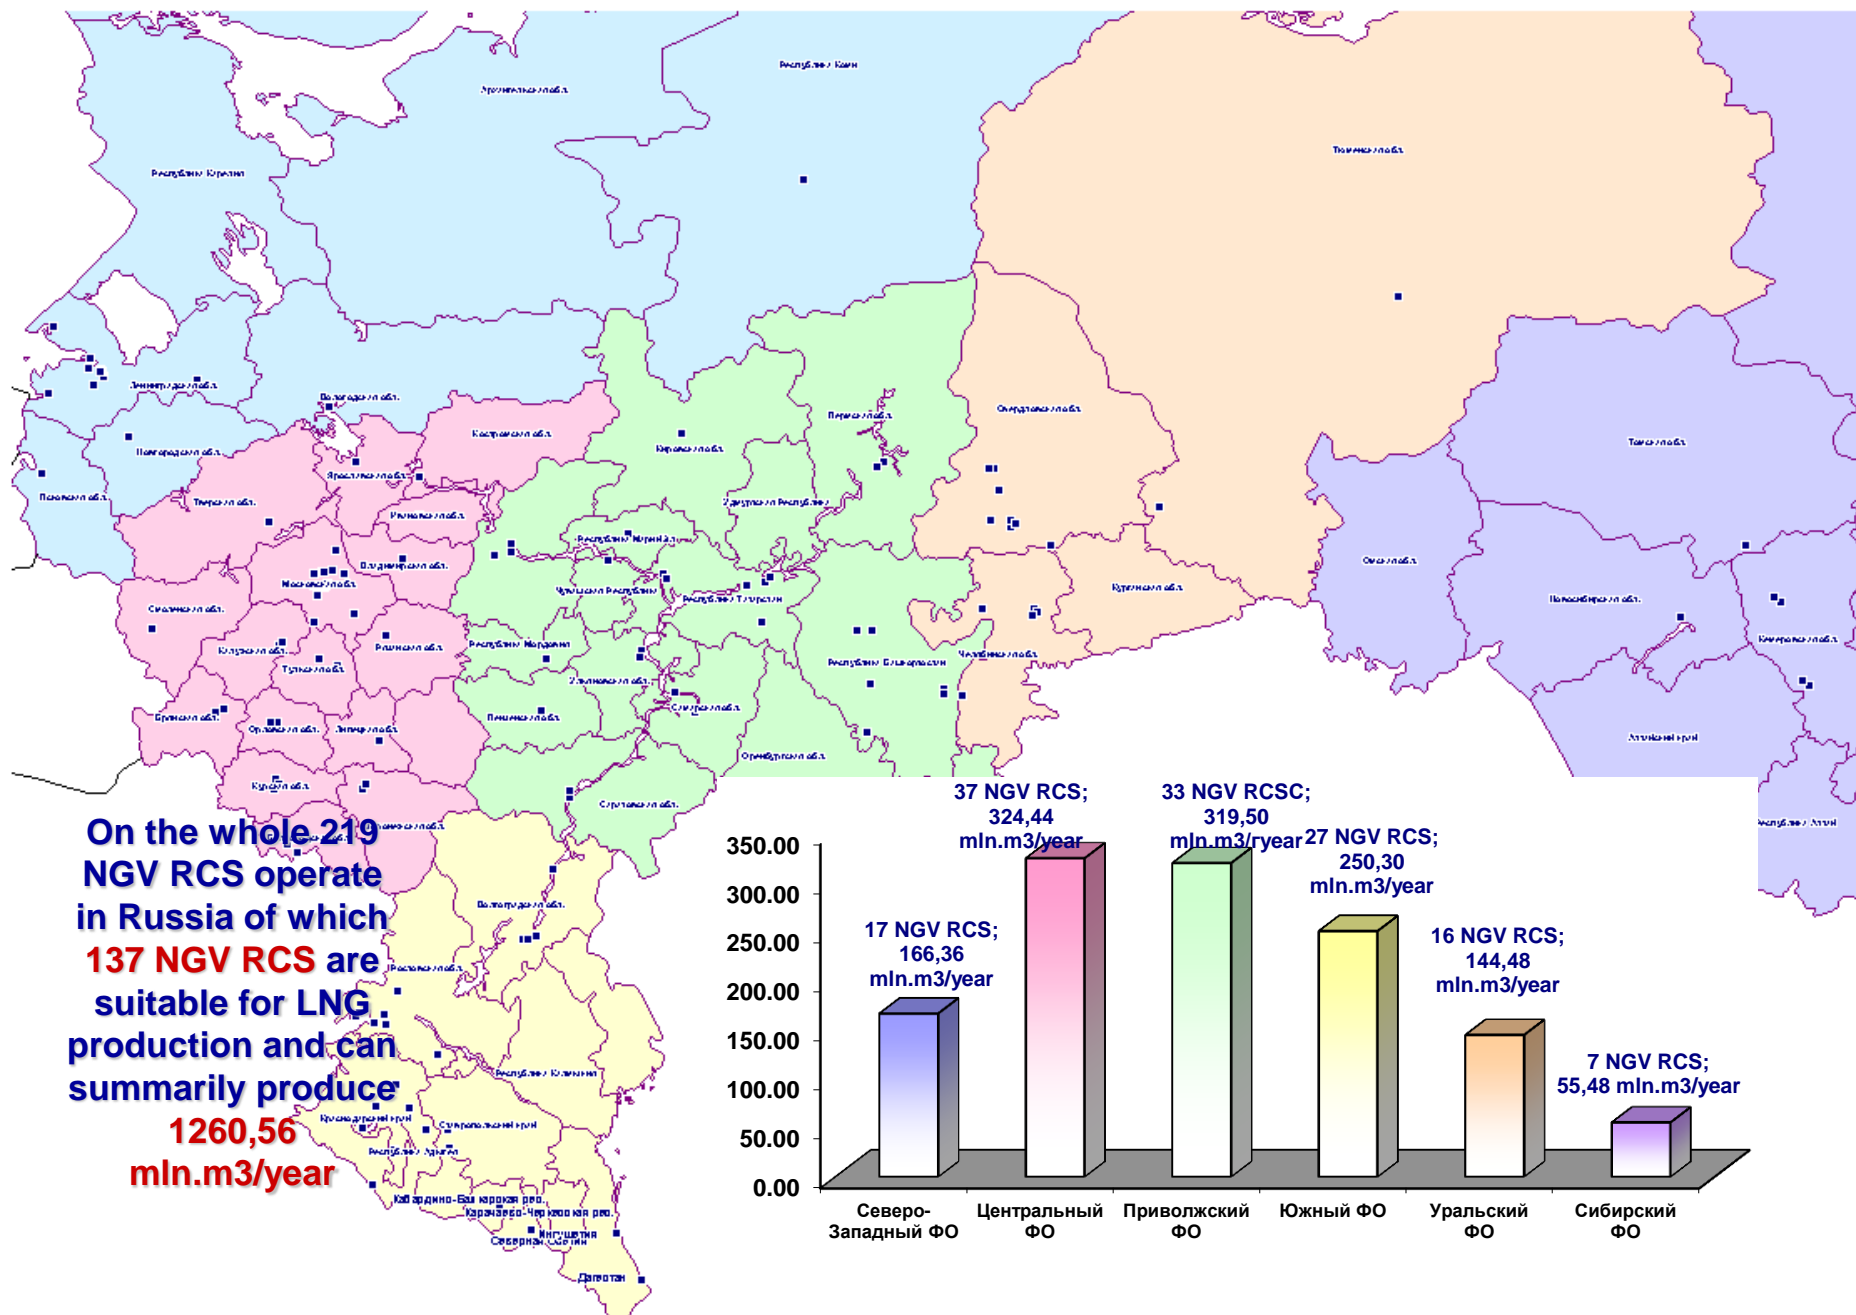 Республика Коми
Архангельская обл.
Тюменская обл.
Республика Карелия
Ленинградская обл.
Вологодская обл.
Костромская обл.
Новгородская обл.
Кировская обл.
Пермская обл.
Свердловская обл.
Томская обл.
Псковская обл.
Тверская обл.
Ярославская обл.
Ивановская обл.
Удмуртская Республика
Республика Марий Эл
Владимирская обл.
Московская обл.
Смоленская обл.
Чувашская Республика
Республика Татарстан
Курганская обл.
Омская обл.
Новосибирская обл.
Кемеровская обл.
Калужская обл.
Тульская обл.
Рязанская обл.
Республика Мордовия
Республика Башкортостан
Челябинская обл.
Ульяновская обл.
Самарская обл.
Брянская обл.
Орловская обл.
Липецкая обл.
Пензенская обл.
Оренбургская обл.
Алтайский край
Курская обл.
Саратовская обл.
Республика Алтай
On the whole 219
NGV RCS operate
in Russia of which
137 NGV RCS are
suitable for LNG
production and can
summarily produce
1260,56
mln.m3/year
Волгоградская обл.
Ростовская обл.
Республика Калмыкия
Краснодарский край
Ставропольский край
Республика Адыгея
Кабардино-Балкарская рес.
Карачаево-Черкесская рес.
Ингушетия
Северная Осетия
Дагестан
37 NGV RCS;
324,44
mln.m3/year
33 NGV RCSC;
319,50
mln.m3/гyear
27 NGV RCS;
250,30
mln.m3/year
17 NGV RCS;
166,36
mln.m3/year
16 NGV RCS;
144,48
mln.m3/year
7 NGV RCS;
55,48 mln.m3/year
350.00
300.00
250.00
200.00
150.00
100.00
50.00
0.00
Северо-
Западный ФО
Центральный
ФО
Приволжский
ФО
Южный ФО
Уральский
ФО
Сибирский
ФО